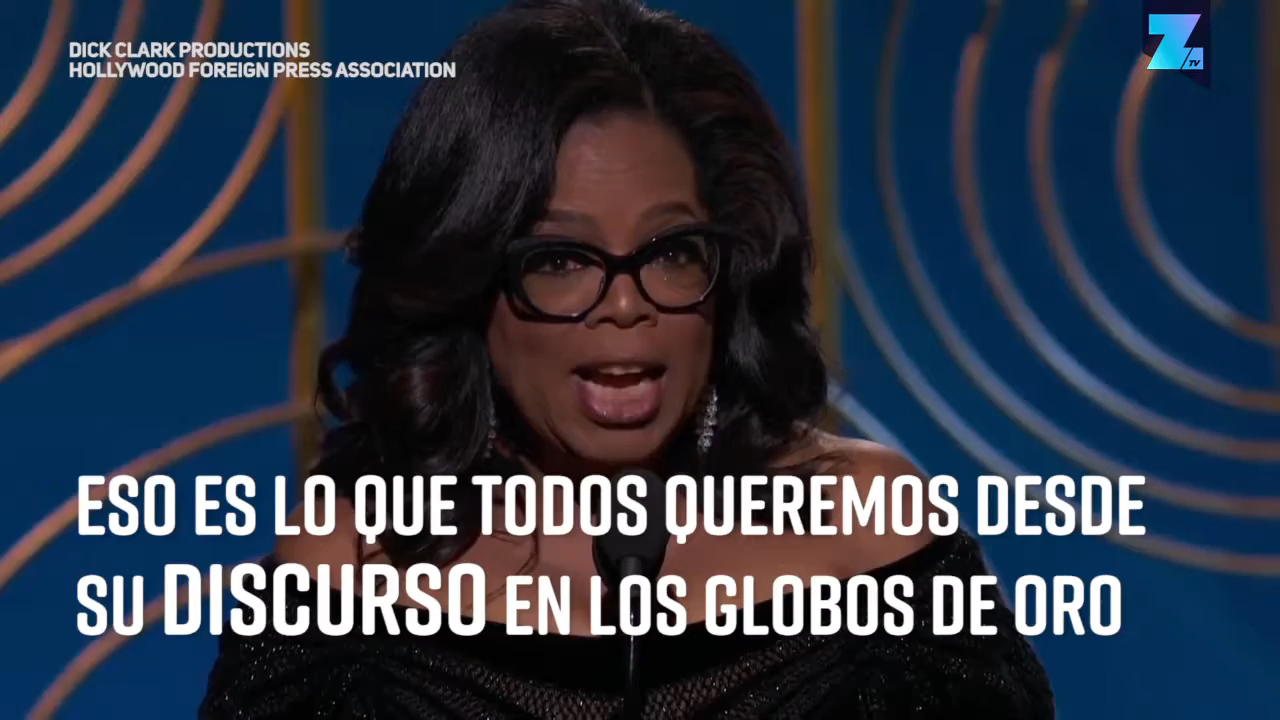 DICK CLARK PRODUCTIONS
HOLLYWOOD FOREIGN PRESS ASSOCIATION
Z
TV
ESO ES LO QUE TODOS QUEREMOS DESDE
SU DISCURSO EN LOS GLOBOS DE ORO